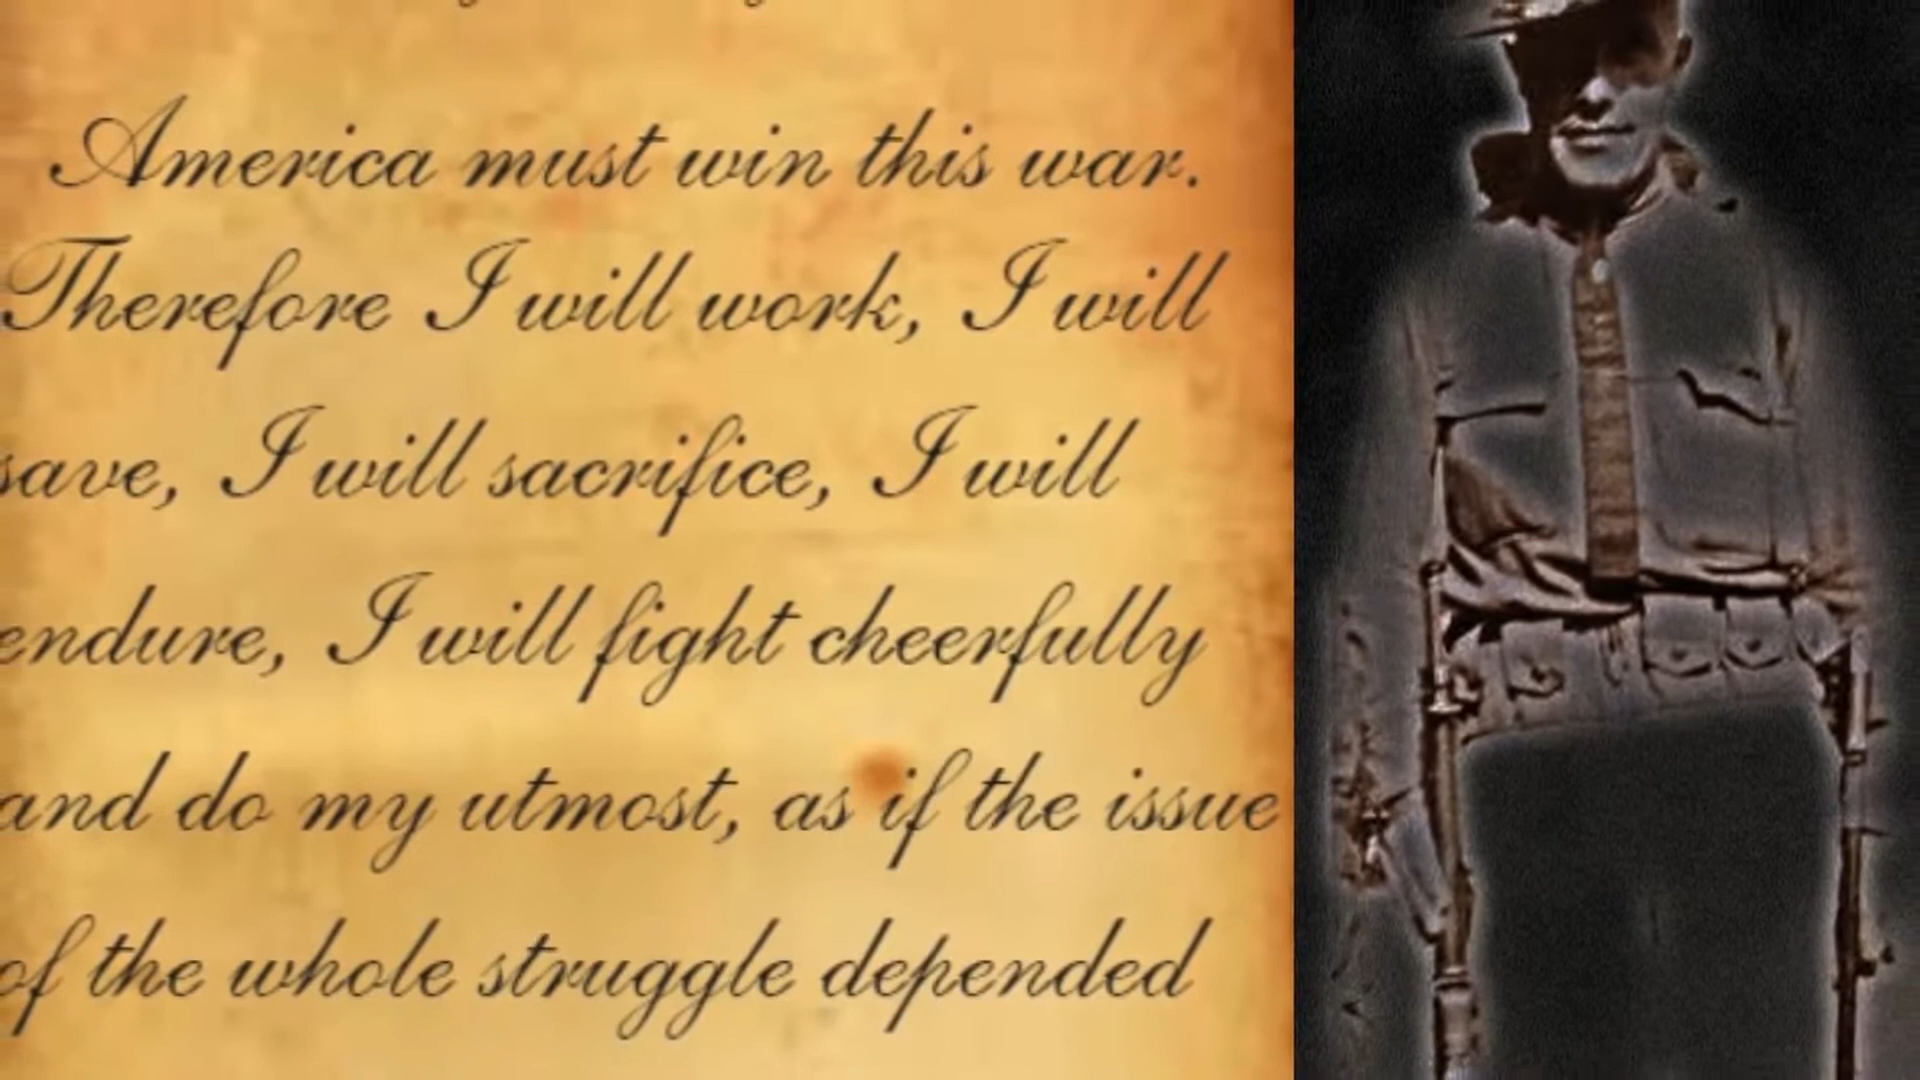 America must win this war.
Therefore I will work, I will
save, I will sacrifice, I will
endure, I will fight cheerfully
and do my utmost, as if the issue
of the whole struggle depended